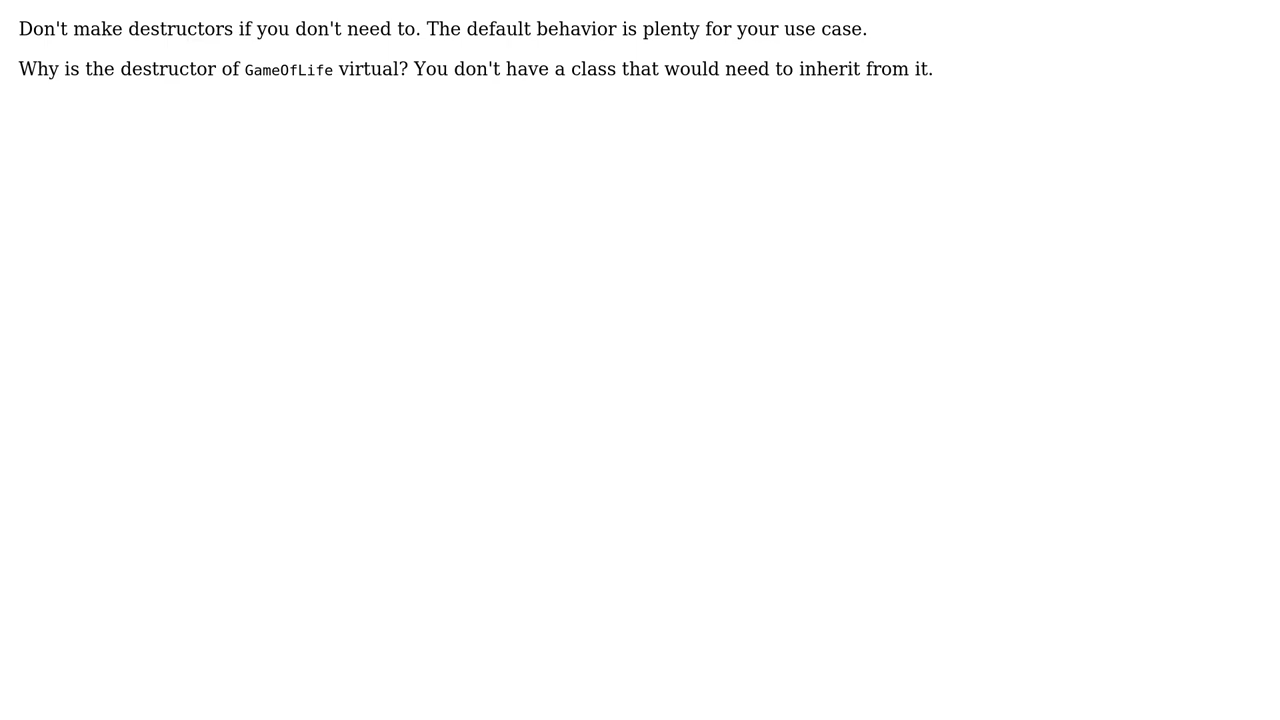 Don't make destructors if you don't need to. The default behavior is plenty for your use case.
Why is the destructor of GameOfLife virtual? You don't have a class that would need to inherit from it.